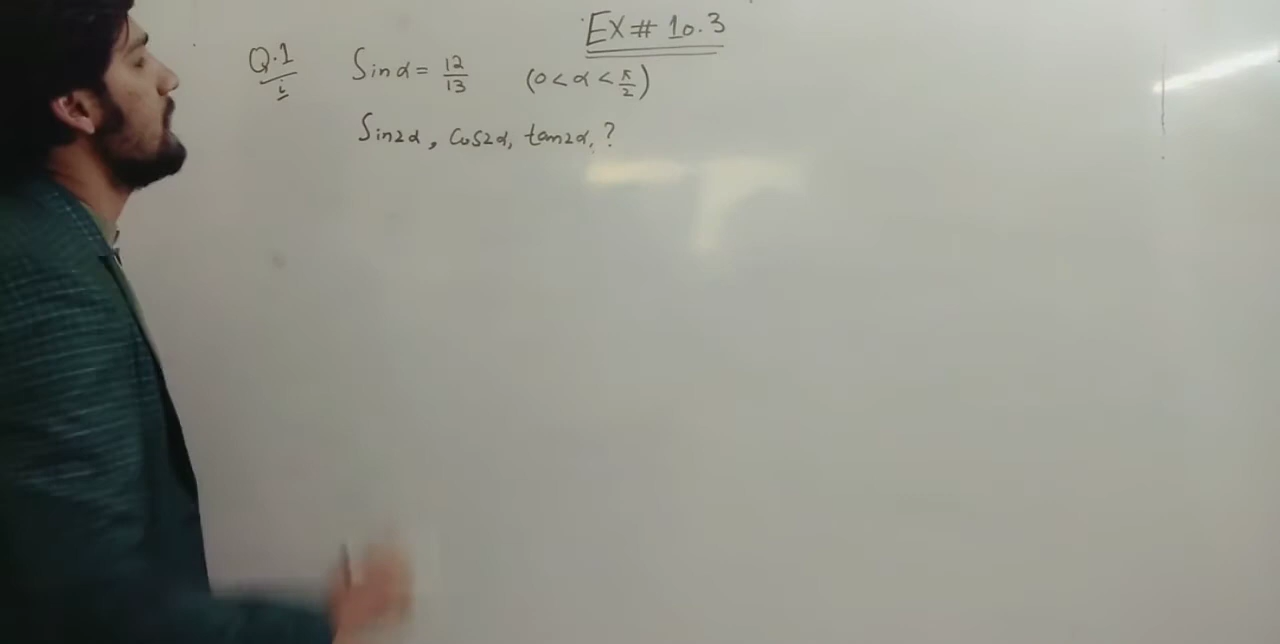 EX# 10.3
Q.1 Sinα = 12/13 (0 < α < π/2)
i
Sin2α, Cos2α, tan2α, ?